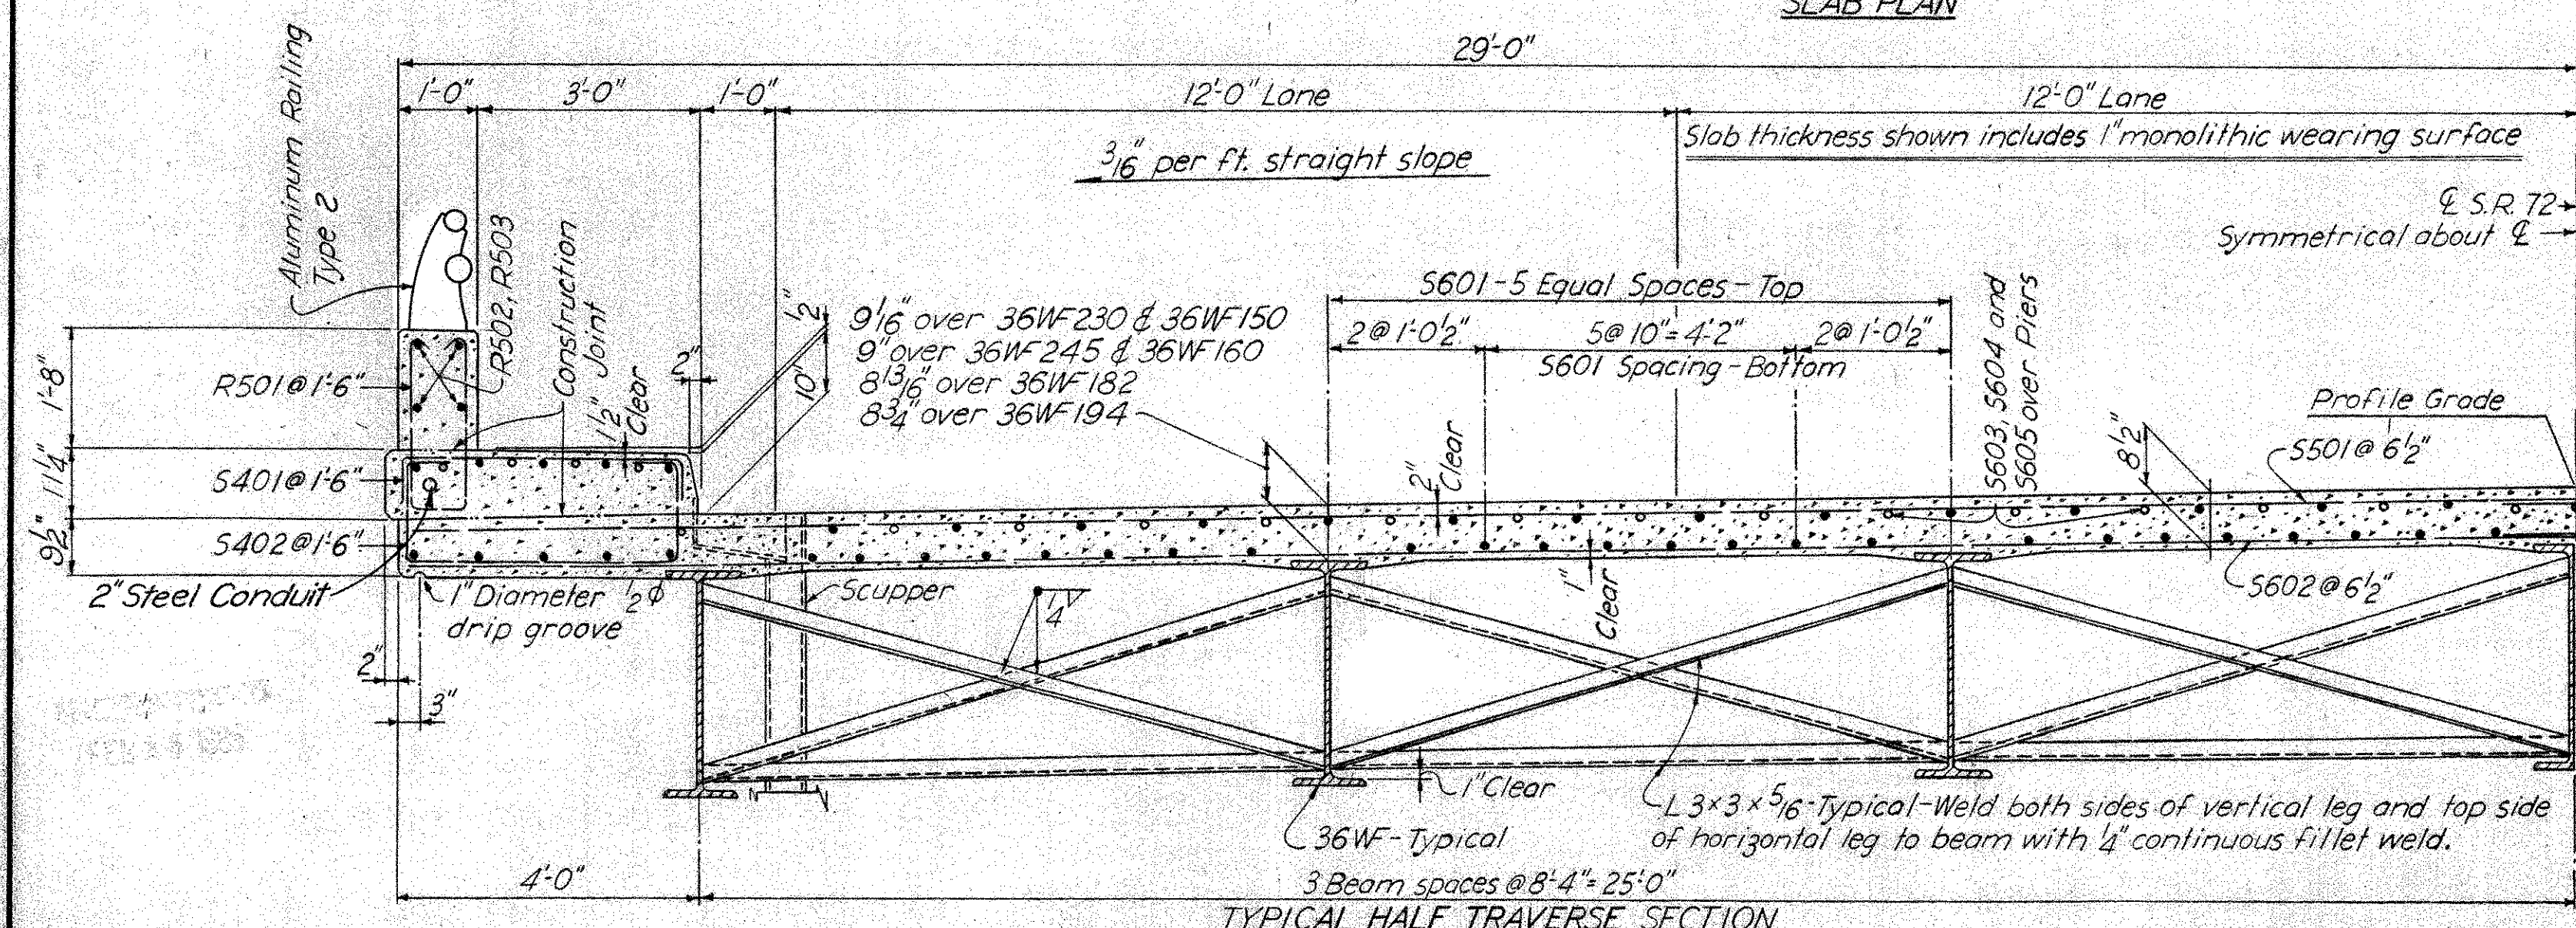 SLAB PLAN
29'-0"
1'-0"
3'-0"
1'-0"
12'-0" Lane
12'-0" Lane
Slab thickness shown includes 1" monolithic wearing surface
3/16" per ft. straight slope
℄ S.R. 72
Symmetrical about ℄
Aluminum Railing
Type 2
R502, R503
Construction
Joint
1 1/2"
Clear
2"
1/2"
10"
9 1/16" over 36WF230 & 36WF150
9" over 36WF245 & 36WF160
8 13/16" over 36WF182
8 3/4" over 36WF194
S601-5 Equal Spaces-Top
2@1'-0 1/2"
5@10"=4'-2"
2@1'-0 1/2"
S601 Spacing-Bottom
S603, S604 and
S605 over Piers
Profile Grade
8 1/2"
S501@6 1/2"
2"
Clear
1'-8"
R501@1'-6"
11 1/4"
S401@1'-6"
9 1/2"
S402@1'-6"
2" Steel Conduit
1" Diameter
drip groove
1/2 φ
Scupper
1/4
1"
Clear
S602@6 1/2"
2"
3"
1" Clear
36WF-Typical
L 3×3×5/16-Typical-Weld both sides of vertical leg and top side
of horizontal leg to beam with 1/4" continuous fillet weld.
4'-0"
3 Beam spaces @8'-4"=25'-0"
TYPICAL HALF TRAVERSE SECTION